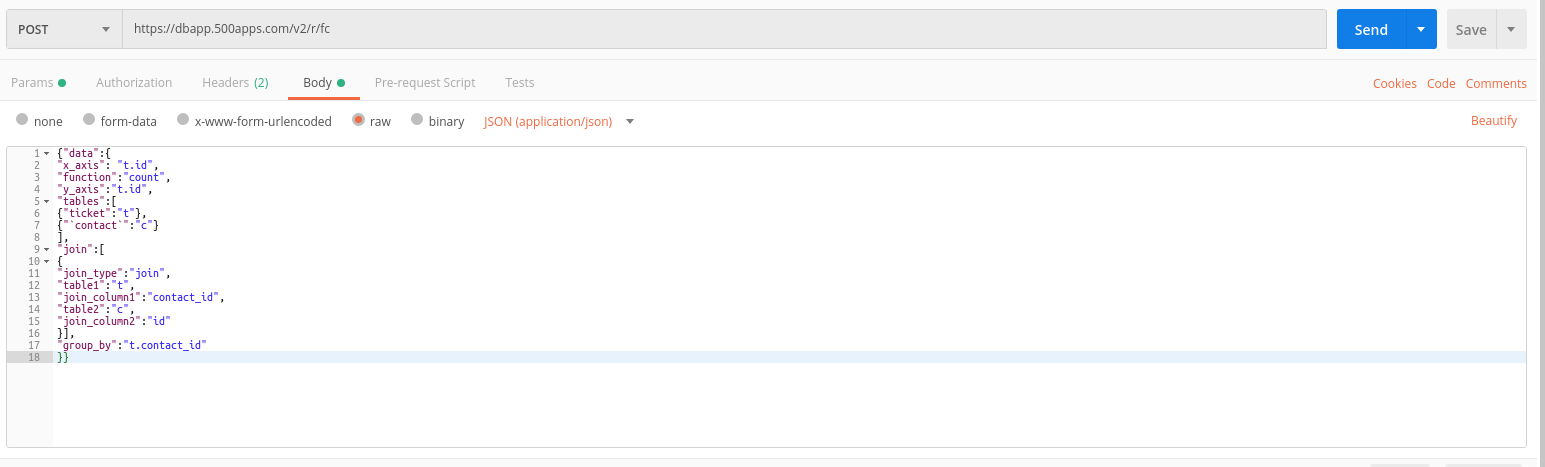 POST
https://dbapp.500apps.com/v2/r/fc
Send
Save
Params
Authorization
Headers (2)
Body
Pre-request Script
Tests
Cookies
Code
Comments
none
form-data
x-www-form-urlencoded
raw
binary
JSON (application/json)
Beautify
1 {"data":{
2 "x_axis": "t.id",
3 "function":"count",
4 "y_axis":"t.id",
5 "tables":[
6 {"ticket":"t"},
7 {"`contact`":"c"}
8 ],
9 "join":[
10 {
11 "join_type":"join",
12 "table1":"t",
13 "join_column1":"contact_id",
14 "table2":"c",
15 "join_column2":"id"
16 }],
17 "group_by":"t.contact_id"
18 }}